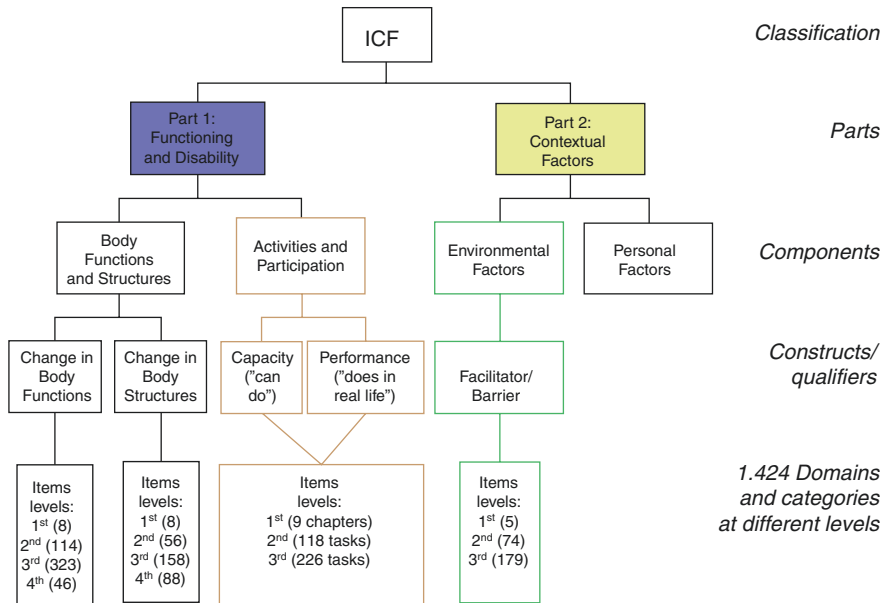 ICF
Classification
Part 1:
Functioning
and Disability
Part 2:
Contextual
Factors
Parts
Body
Functions
and Structures
Activities and
Participation
Environmental
Factors
Personal
Factors
Components
Change in
Body
Functions
Change in
Body
Structures
Capacity
("can
do")
Performance
("does in
real life")
Facilitator/
Barrier
Constructs/
qualifiers
Items
levels:
1st (8)
2nd (114)
3rd (323)
4th (46)
Items
levels:
1st (8)
2nd (56)
3rd (158)
4th (88)
Items
levels:
1st (9 chapters)
2nd (118 tasks)
3rd (226 tasks)
Items
levels:
1st (5)
2nd (74)
3rd (179)
1.424 Domains
and categories
at different levels